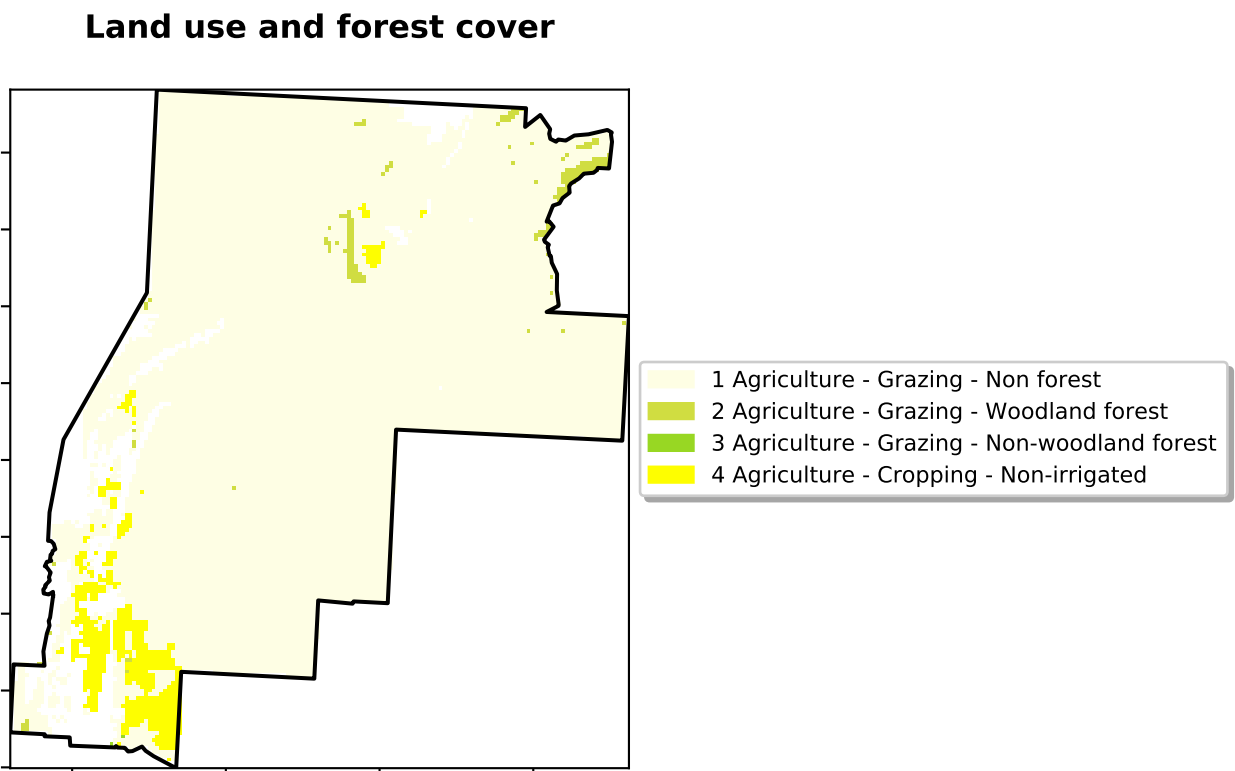 Land use and forest cover
1 Agriculture - Grazing - Non forest
2 Agriculture - Grazing - Woodland forest
3 Agriculture - Grazing - Non-woodland forest
4 Agriculture - Cropping - Non-irrigated